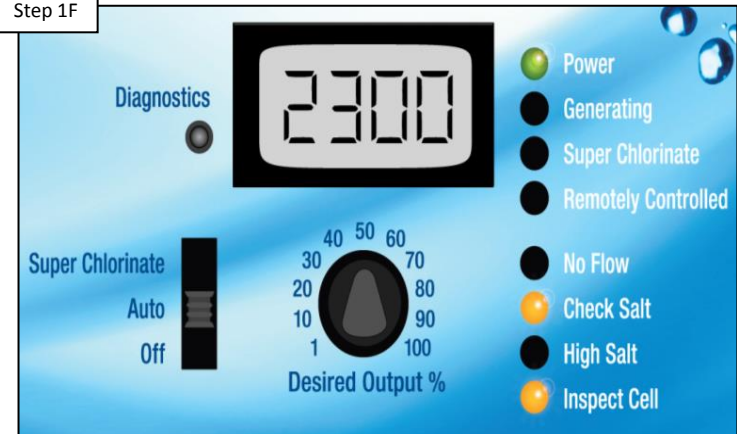 Step 1F
Diagnostics
2300
Power
Generating
Super Chlorinate
Remotely Controlled
No Flow
Check Salt
High Salt
Inspect Cell
Super Chlorinate
Auto
Off
1
10
20
30
40
50
60
70
80
90
100
Desired Output %